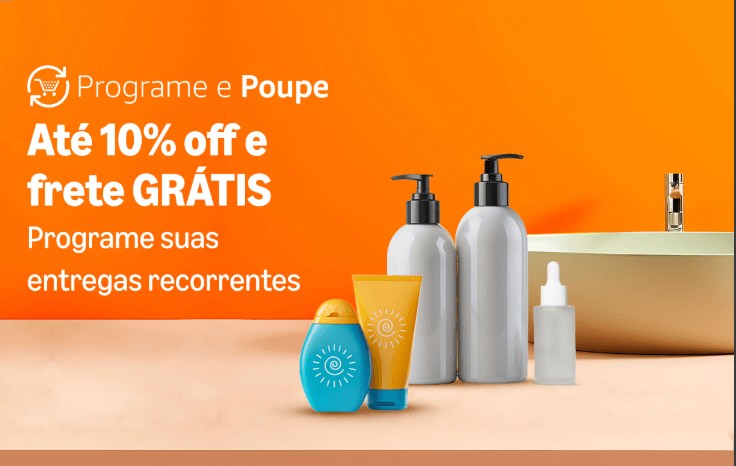 Programe e Poupe
Até 10% off e
frete GRÁTIS
Programe suas
entregas recorrentes